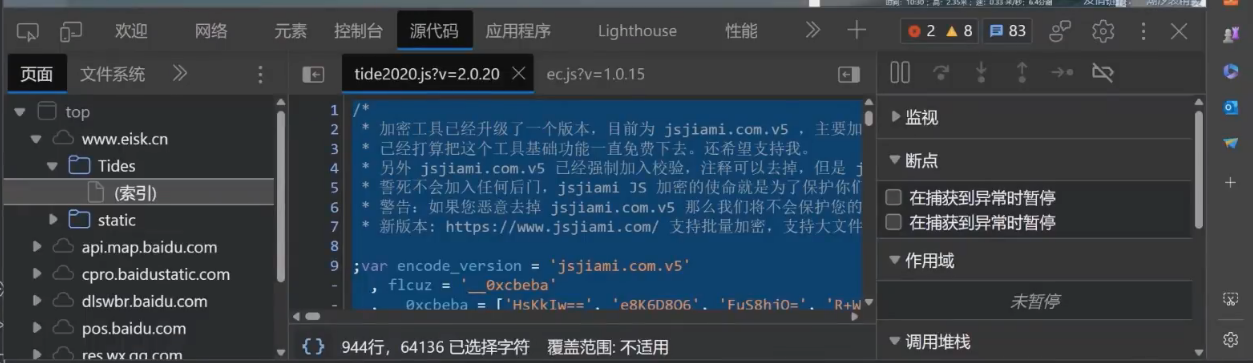 欢迎 网络 元素 控制台 源代码 应用程序 Lighthouse 性能 2 8 83
页面 文件系统 tide2020.js?v=2.0.20 ec.js?v=1.0.15
top
www.eisk.cn
Tides
(索引)
static
api.map.baidu.com
cpro.baidustatic.com
dlswbr.baidu.com
pos.baidu.com
res.wx.qq.com
1 /*
2 * 加密工具已经升级了一个版本，目前为 jsjiami.com.v5 ，主要加
3 * 己经打算把这个工具基础功能一直免费下去。还希望支持我。
4 * 另外 jsjiami.com.v5 已经强制加入校验，注释可以去掉，但是 j
5 * 誓死不会加入任何后门，jsjiami JS 加密的使命就是为了保护你们
6 * 警告：如果您恶意去掉 jsjiami.com.v5 那么我们将不会保护您的
7 * 新版本: https://www.jsjiami.com/ 支持批量加密，支持大文件
8
9 ;var encode_version = 'jsjiami.com.v5'
- , flcuz = '__0xcbeba'
- , 0xcbeba = ['HsKkIw==', 'e8K6D8O6', 'FuS8hjO=', 'R+W
{} 944行，64136 已选择字符 覆盖范围: 不适用
监视
断点
在捕获到异常时暂停
在捕获到异常时暂停
作用域
未暂停
调用堆栈